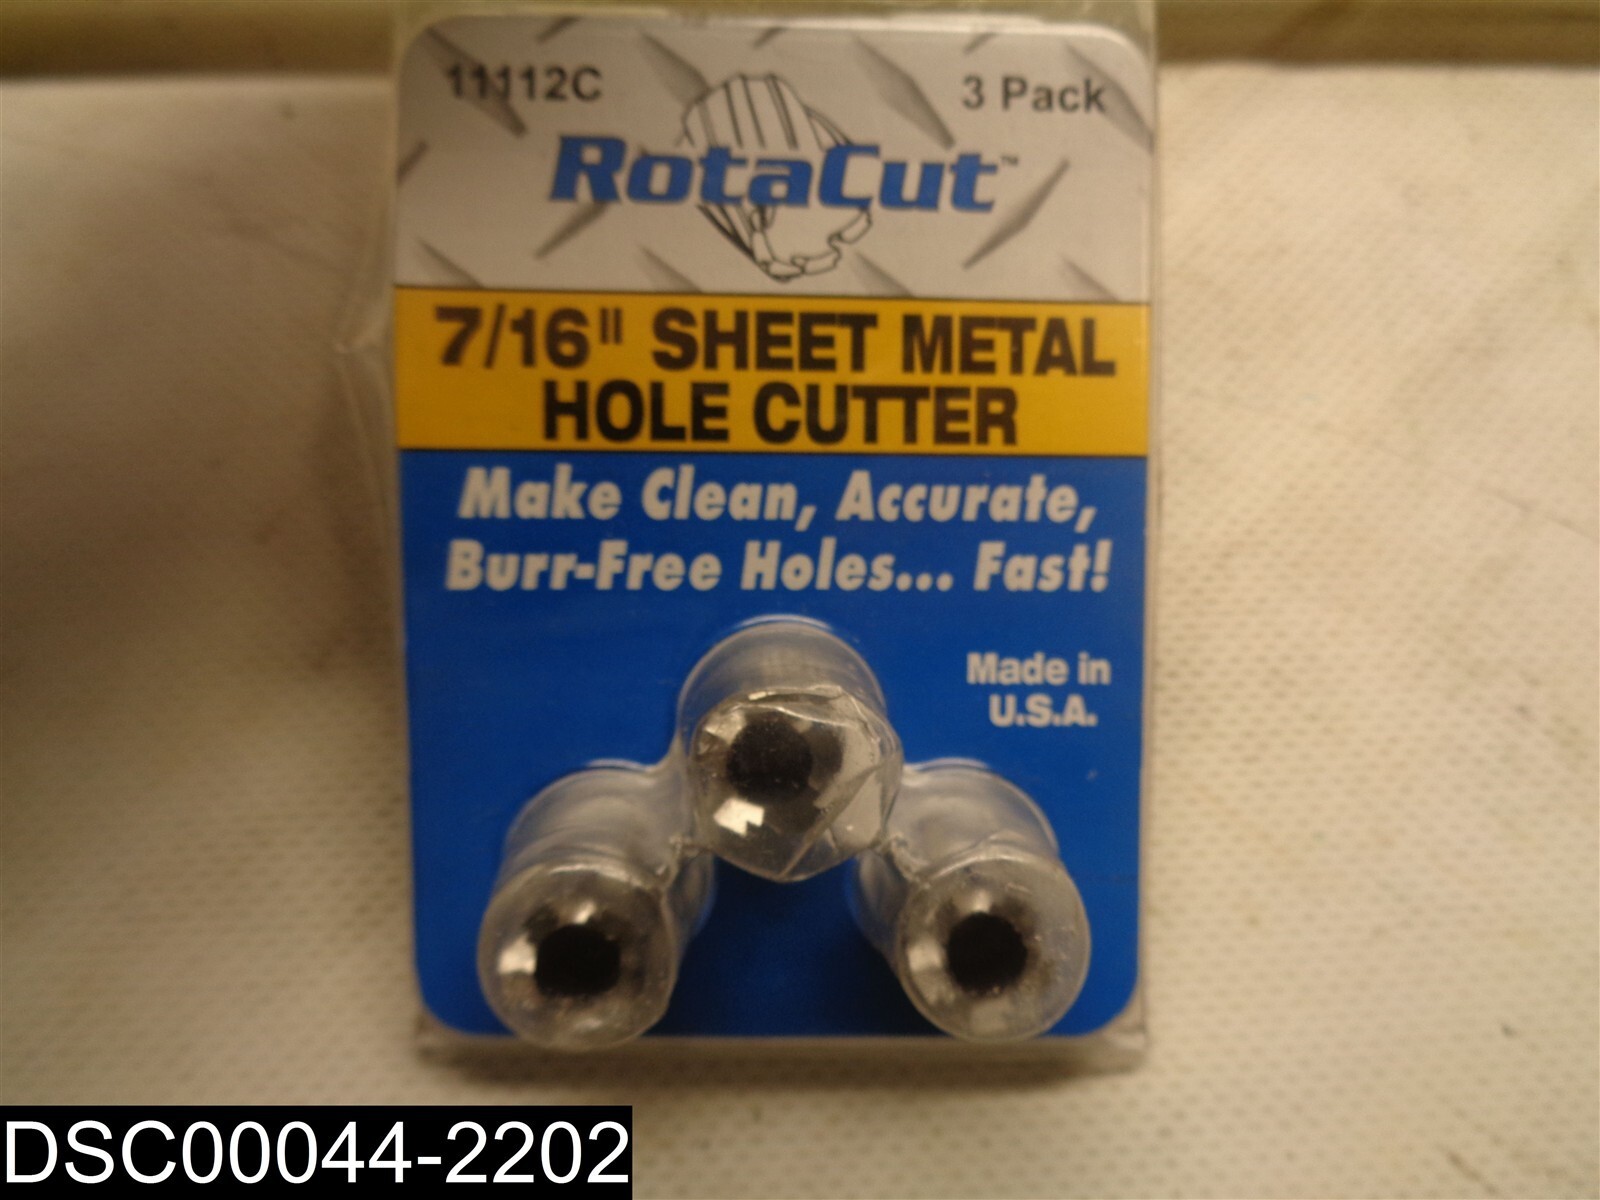 11112C 3 Pack
RotaCut™
7/16" SHEET METAL
HOLE CUTTER
Make Clean, Accurate,
Burr-Free Holes... Fast!
Made in
U.S.A.
DSC00044-2202